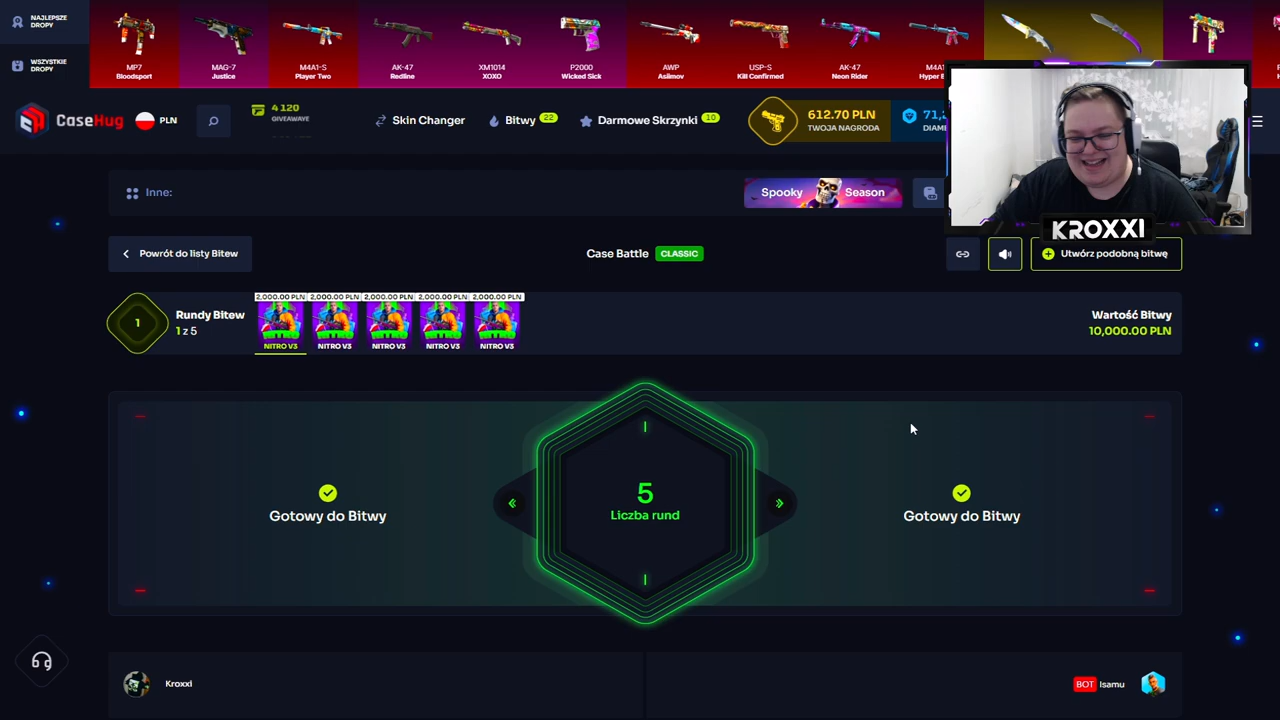 NAJLEPSZE
DROPY
WSZYSTKIE
DROPY
MP7
Bloodsport
MAG-7
Justice
M4A1-S
Player Two
AK-47
Redline
XM1014
XOXO
P2000
Wicked Sick
AWP
Asiimov
USP-S
Kill Confirmed
AK-47
Neon Rider
M4A1
Hyper B
CaseHug
PLN
4 120
GIVEAWAYE
Skin Changer
Bitwy 22
Darmowe Skrzynki 10
612.70 PLN
TWOJA NAGRODA
71,
DIAME
KROXXI
Inne:
Spooky Season
Powrót do listy Bitew
Case Battle CLASSIC
Utwórz podobną bitwę
1
Rundy Bitew
1 z 5
2,000.00 PLN 2,000.00 PLN 2,000.00 PLN 2,000.00 PLN 2,000.00 PLN
NITRO V3 NITRO V3 NITRO V3 NITRO V3 NITRO V3
Wartość Bitwy
10,000.00 PLN
Gotowy do Bitwy
5
Liczba rund
Gotowy do Bitwy
Kroxxi
BOT Isamu